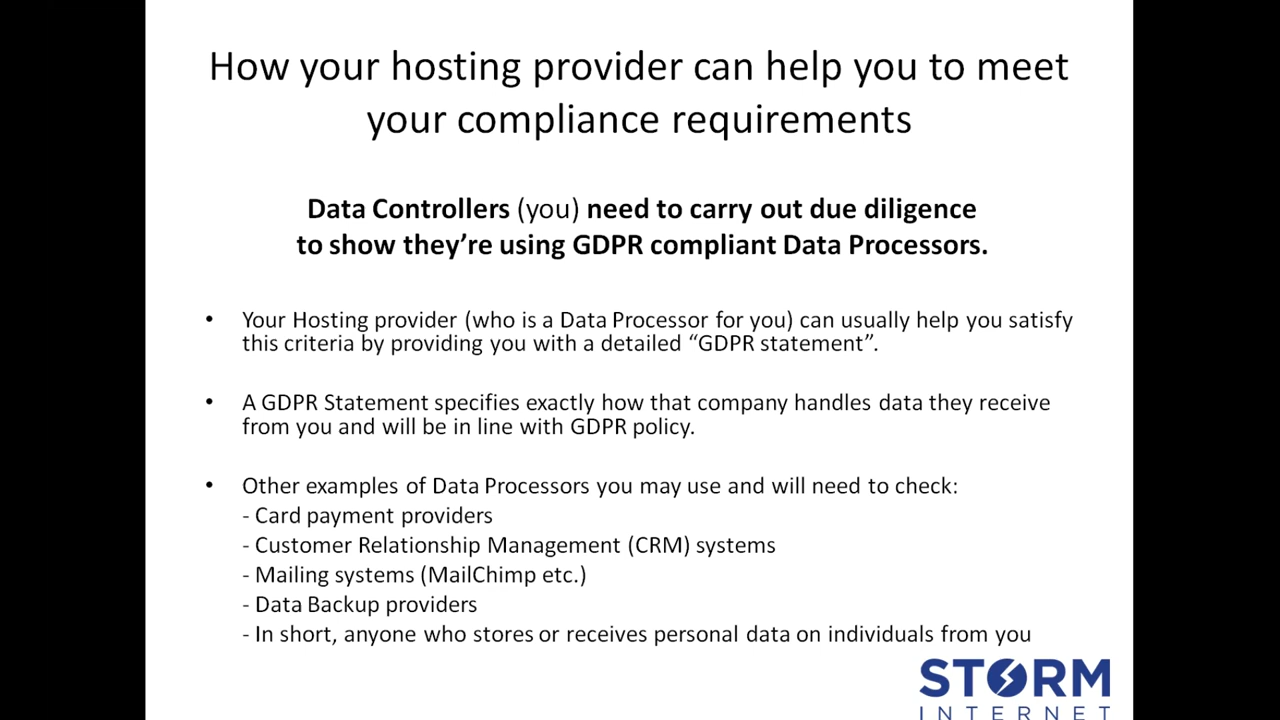 How your hosting provider can help you to meet
your compliance requirements
Data Controllers (you) need to carry out due diligence
to show they’re using GDPR compliant Data Processors.
• Your Hosting provider (who is a Data Processor for you) can usually help you satisfy
this criteria by providing you with a detailed “GDPR statement”.
• A GDPR Statement specifies exactly how that company handles data they receive
from you and will be in line with GDPR policy.
• Other examples of Data Processors you may use and will need to check:
- Card payment providers
- Customer Relationship Management (CRM) systems
- Mailing systems (MailChimp etc.)
- Data Backup providers
- In short, anyone who stores or receives personal data on individuals from you
STORM
INTERNET